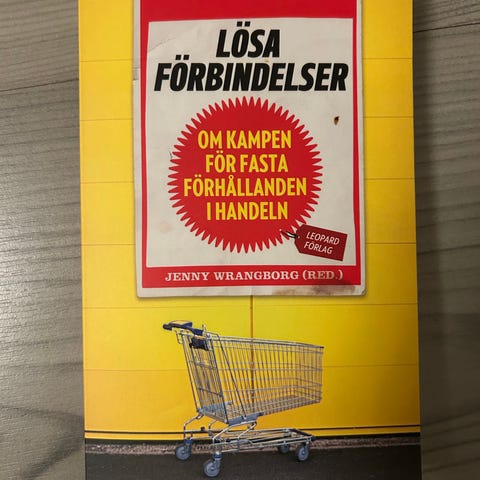 LÖSA
FÖRBINDELSER
OM KAMPEN
FÖR FASTA
FÖRHÅLLANDEN
I HANDELN
LEOPARD
FÖRLAG
JENNY WRANGBORG (RED.)